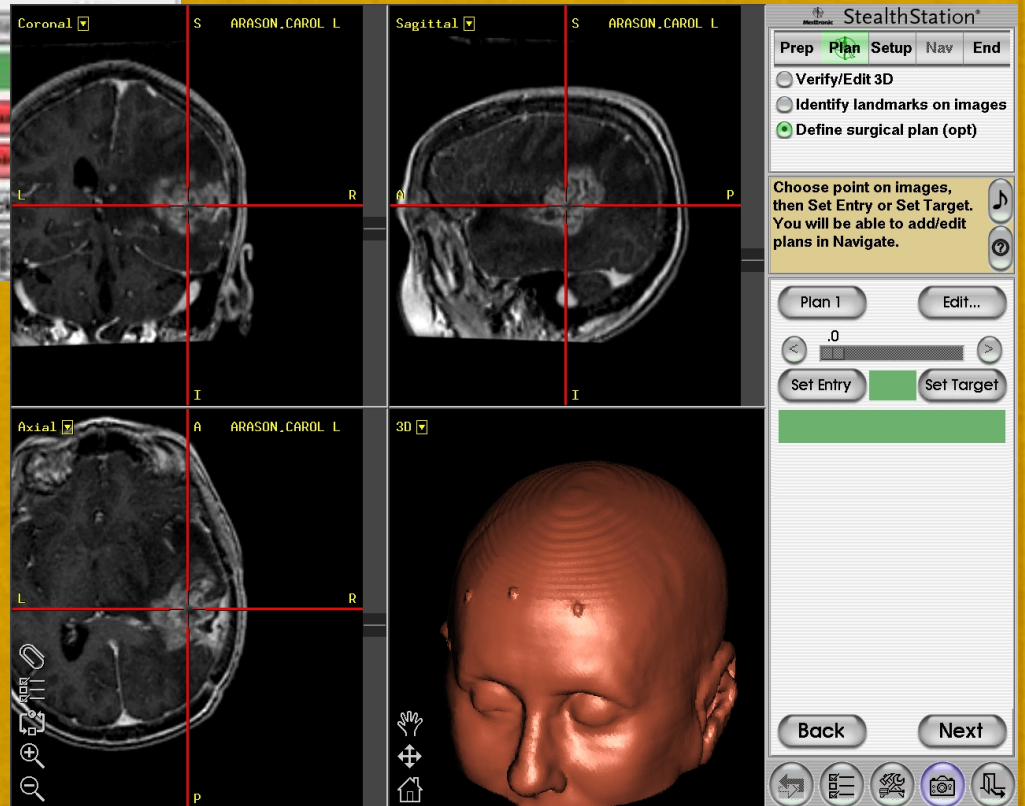 Coronal
S
ARASON,CAROL L
L
R
I
Sagittal
S
ARASON,CAROL L
A
P
I
Axial
A
ARASON,CAROL L
L
R
P
3D
Medtronic
StealthStation®
Prep
Plan
Setup
Nav
End
Verify/Edit 3D
Identify landmarks on images
Define surgical plan (opt)
Choose point on images,
then Set Entry or Set Target.
You will be able to add/edit
plans in Navigate.
?
Plan 1
Edit...
.0
<
>
Set Entry
Set Target
Back
Next